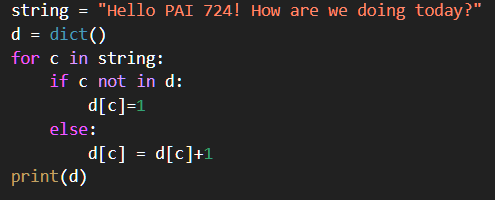 string = "Hello PAI 724! How are we doing today?"
d = dict()
for c in string:
    if c not in d:
        d[c]=1
    else:
        d[c] = d[c]+1
print(d)